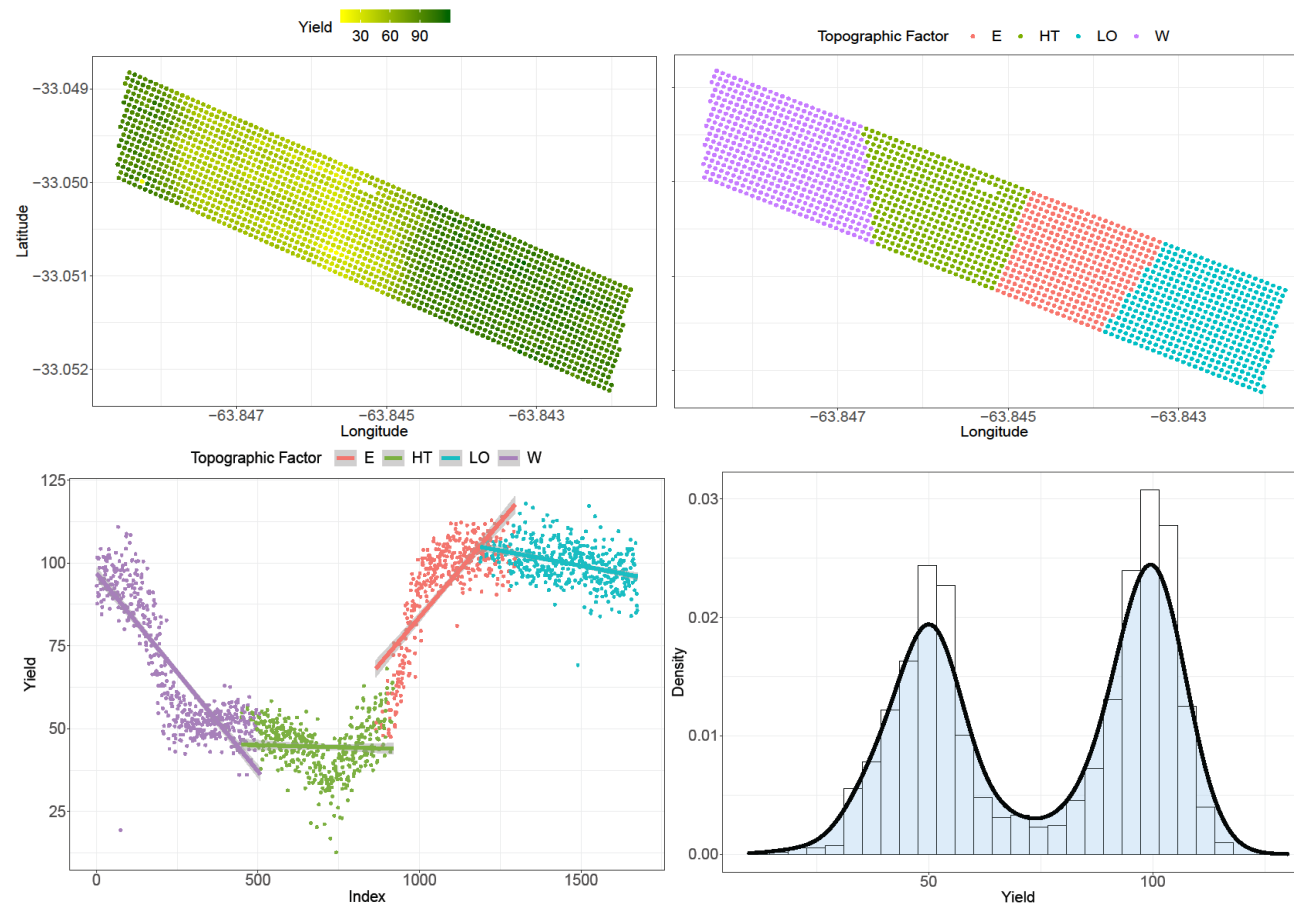 Yield
30 60 90
Topographic Factor E HT LO W
−33.049
−33.050
−33.051
−33.052
Latitude
−63.847 −63.845 −63.843
Longitude
−63.847 −63.845 −63.843
Longitude
Topographic Factor E HT LO W
125
100
75
50
25
Yield
0 500 1000 1500
Index
0.03
0.02
0.01
0.00
Density
50 100
Yield